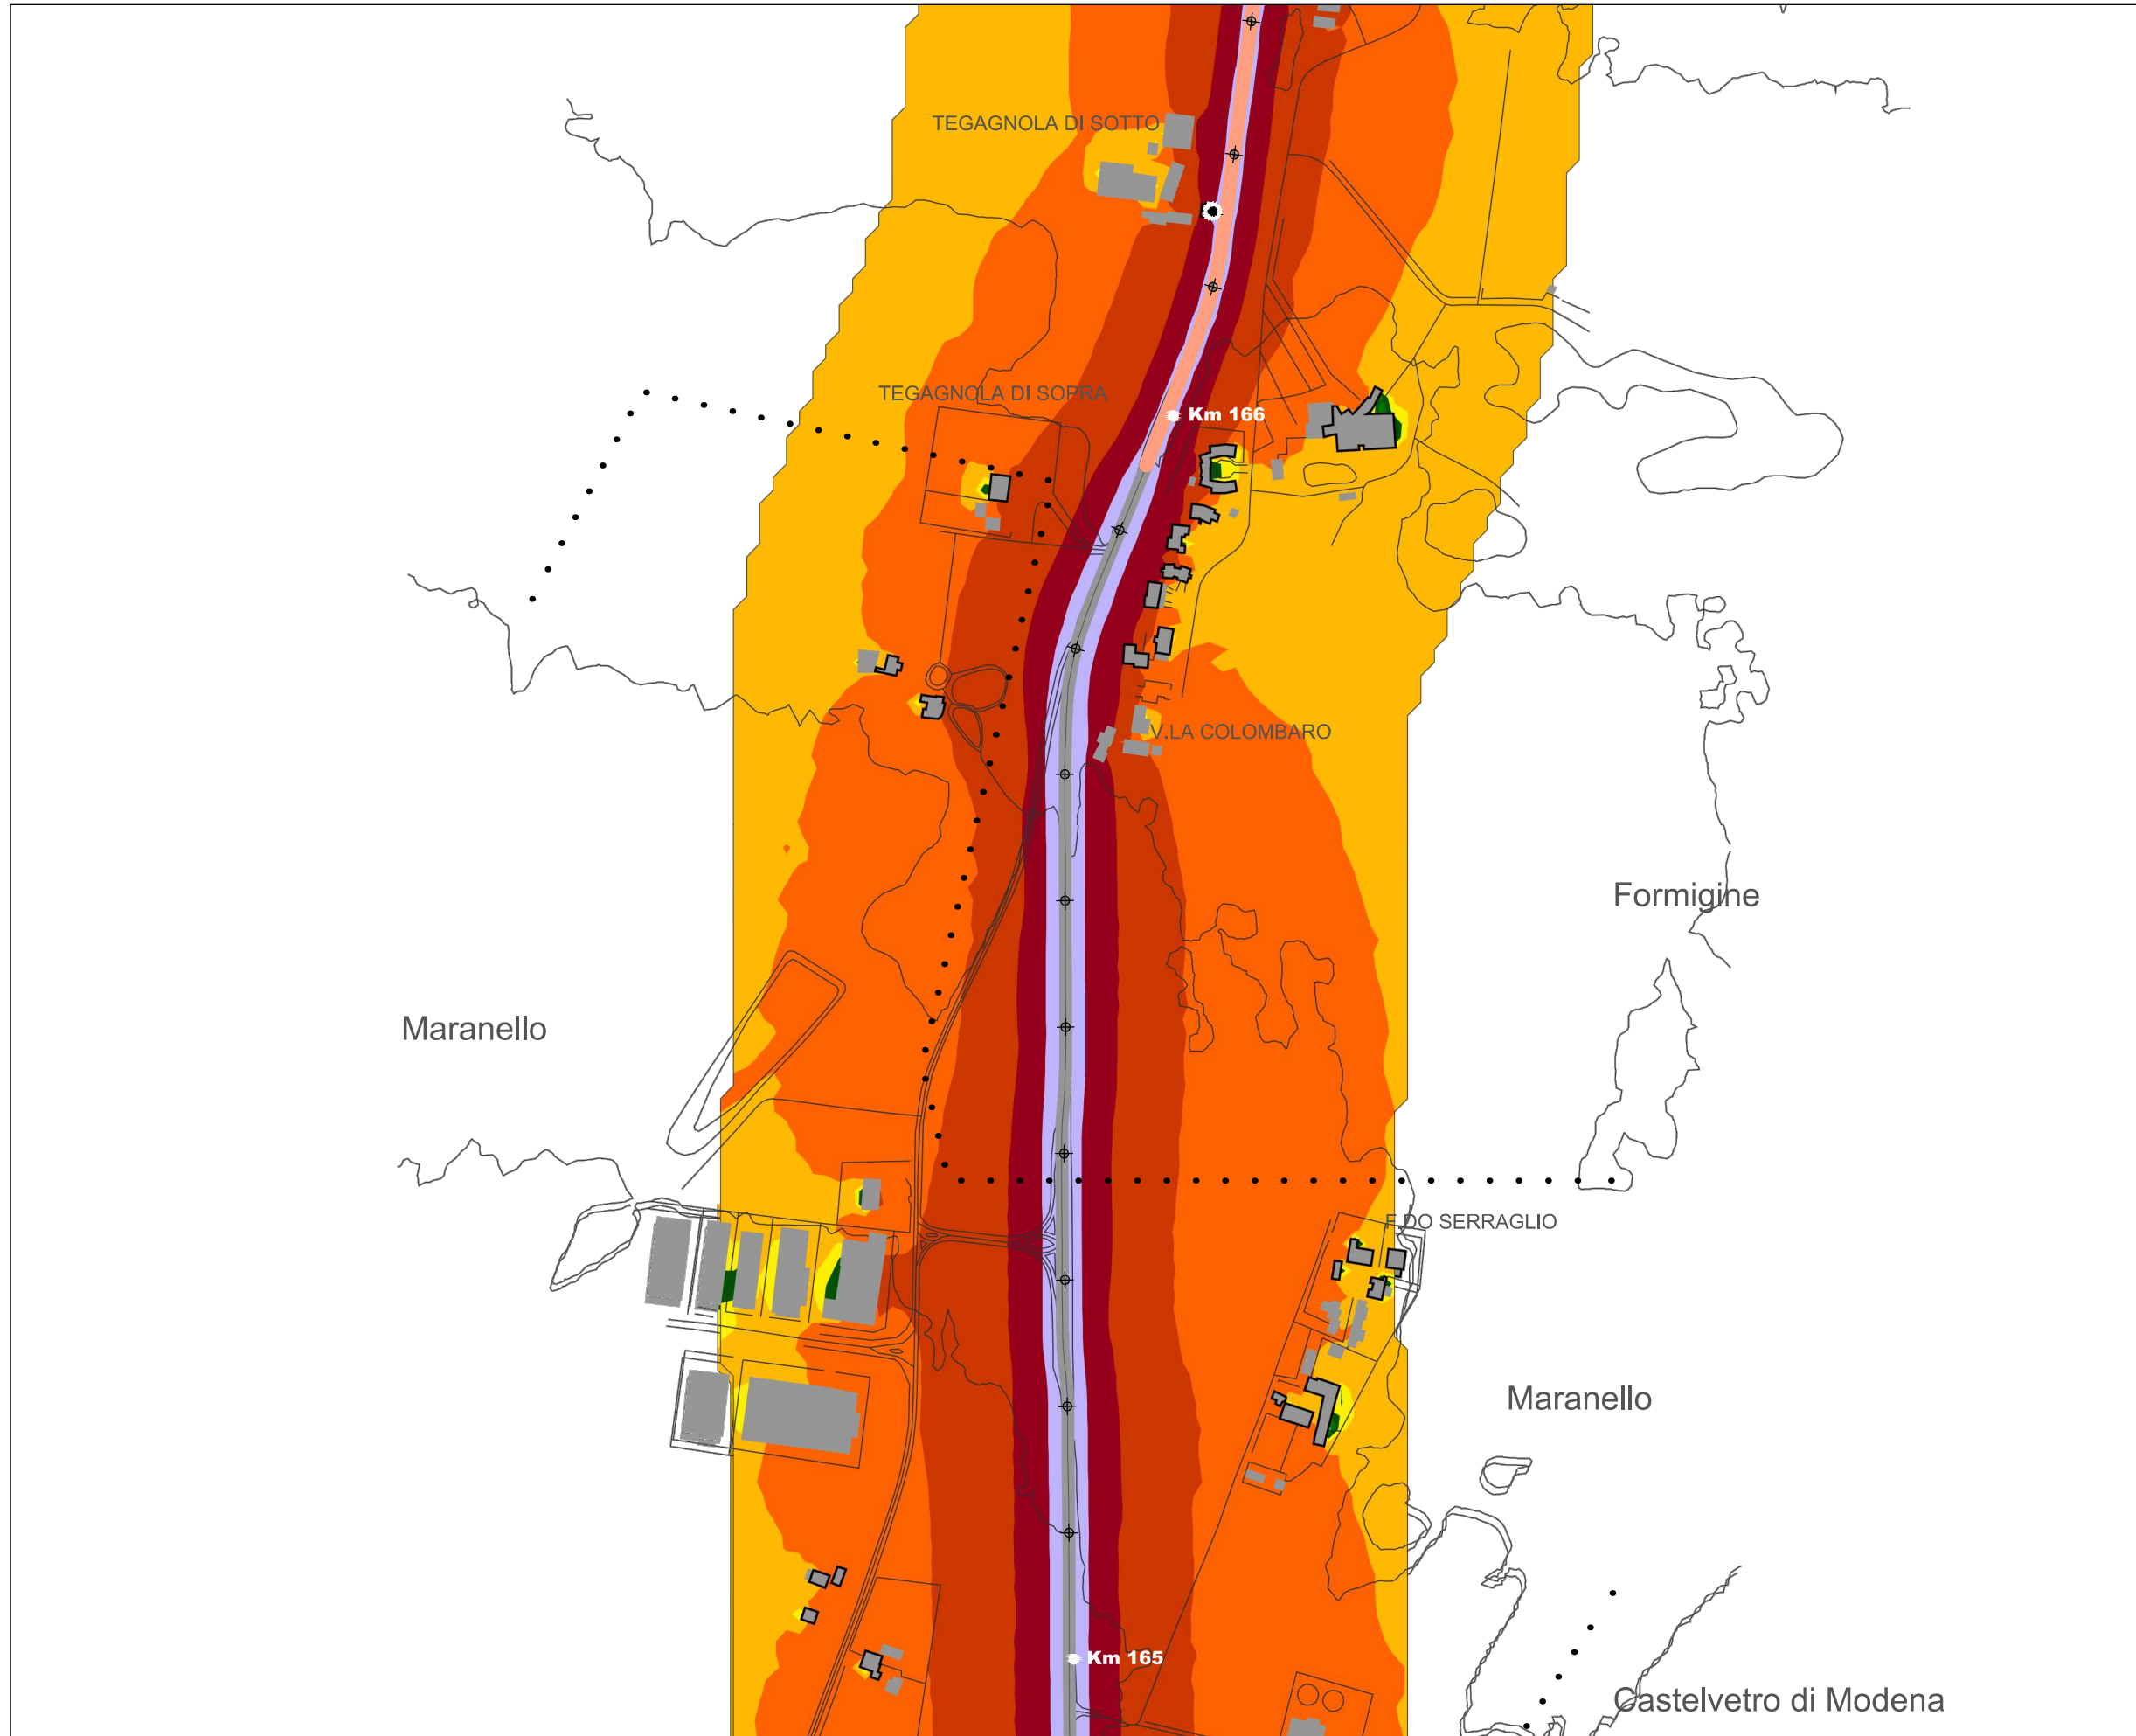 TEGAGNOLA DI SOTTO
TEGAGNOLA DI SOPRA
Km 166
V.LA COLOMBARO
Formigine
Maranello
F.DO SERRAGLIO
Maranello
Km 165
Castelvetro di Modena